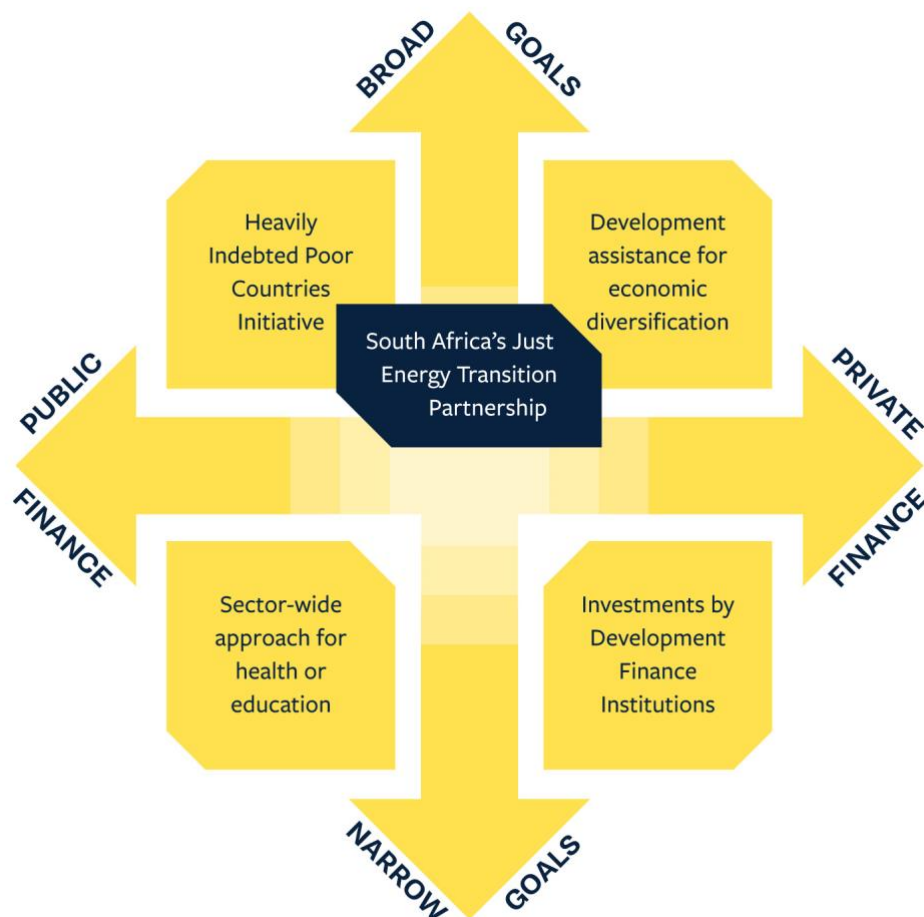 BROAD GOALS
Heavily
Indebted Poor
Countries
Initiative
Development
assistance for
economic
diversification
South Africa’s Just
Energy Transition
Partnership
PUBLIC
FINANCE
PRIVATE
FINANCE
Sector-wide
approach for
health or
education
Investments by
Development
Finance
Institutions
NARROW GOALS